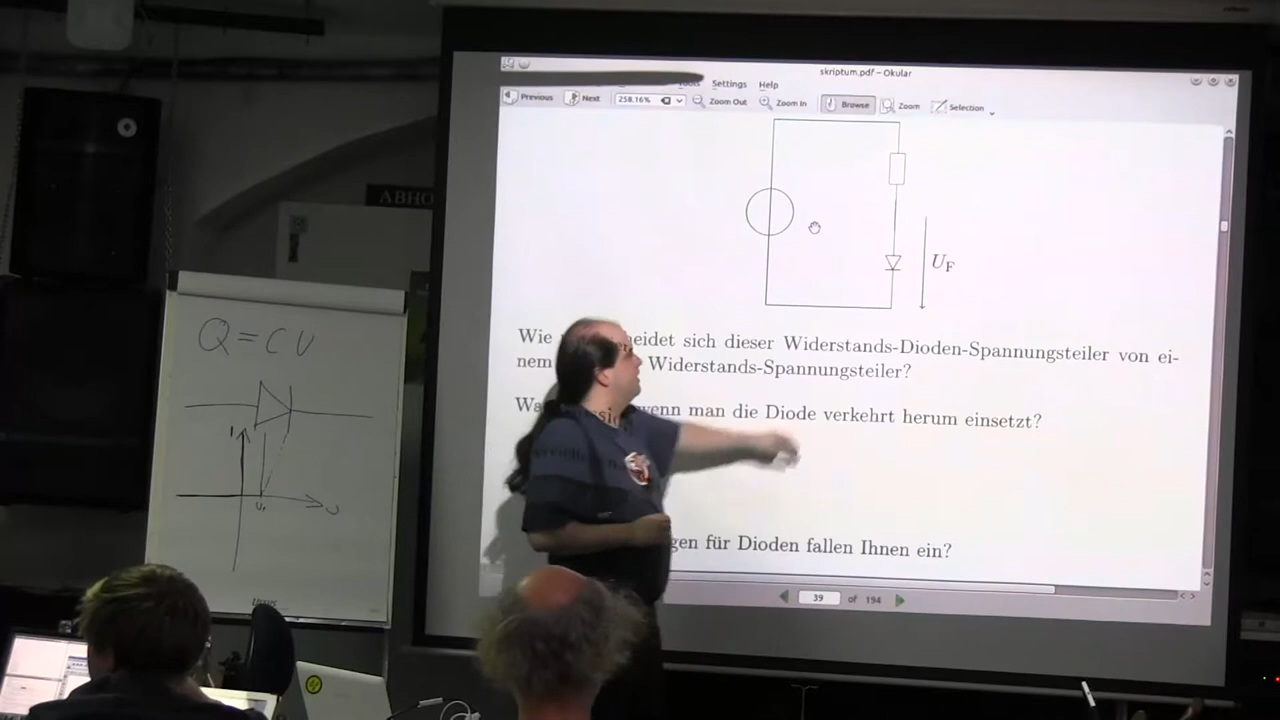 skriptum.pdf – Okular
Settings Help
Previous Next 258.16% Zoom Out Zoom In Browse Zoom Selection
U_F
Wie eidet sich dieser Widerstands-Dioden-Spannungsteiler von ei-
nem Widerstands-Spannungsteiler?
wenn man die Diode verkehrt herum einsetzt?
gen für Dioden fallen Ihnen ein?
39 of 194
ABHO
Q=CU
I
U